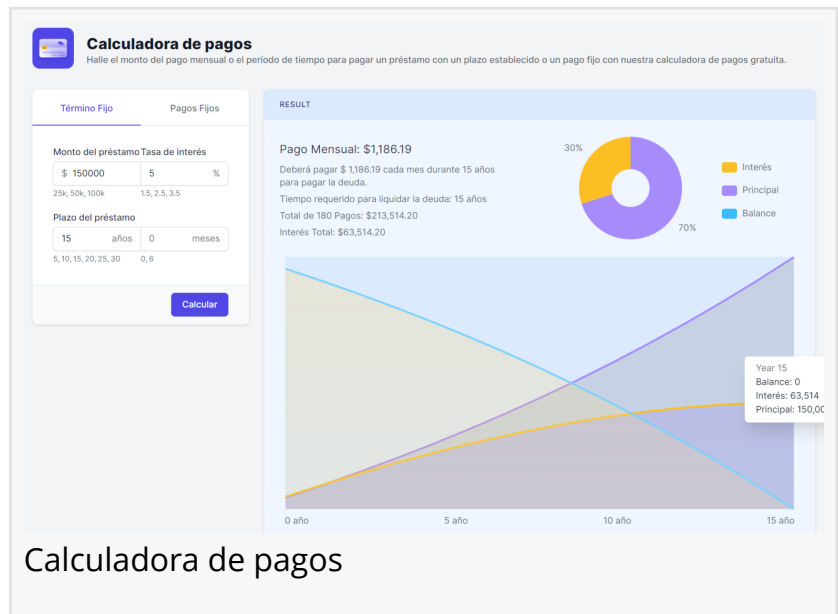 Calculadora de pagos
Halle el monto del pago mensual o el período de tiempo para pagar un préstamo con un plazo establecido o un pago fijo con nuestra calculadora de pagos gratuita.
Término Fijo
Pagos Fijos
Monto del préstamo Tasa de interés
$ 150000 5 %
25k, 50k, 100k 1.5, 2.5, 3.5
Plazo del préstamo
15 años 0 meses
5, 10, 15, 20, 25, 30 0, 6
Calcular
RESULT
Pago Mensual: $1,186.19
Deberá pagar $ 1,186.19 cada mes durante 15 años
para pagar la deuda.
Tiempo requerido para liquidar la deuda: 15 años
Total de 180 Pagos: $213,514.20
Interés Total: $63,514.20
30%
70%
Interés
Principal
Balance
Year 15
Balance: 0
Interés: 63,514
Principal: 150,00
0 año 5 año 10 año 15 año
Calculadora de pagos